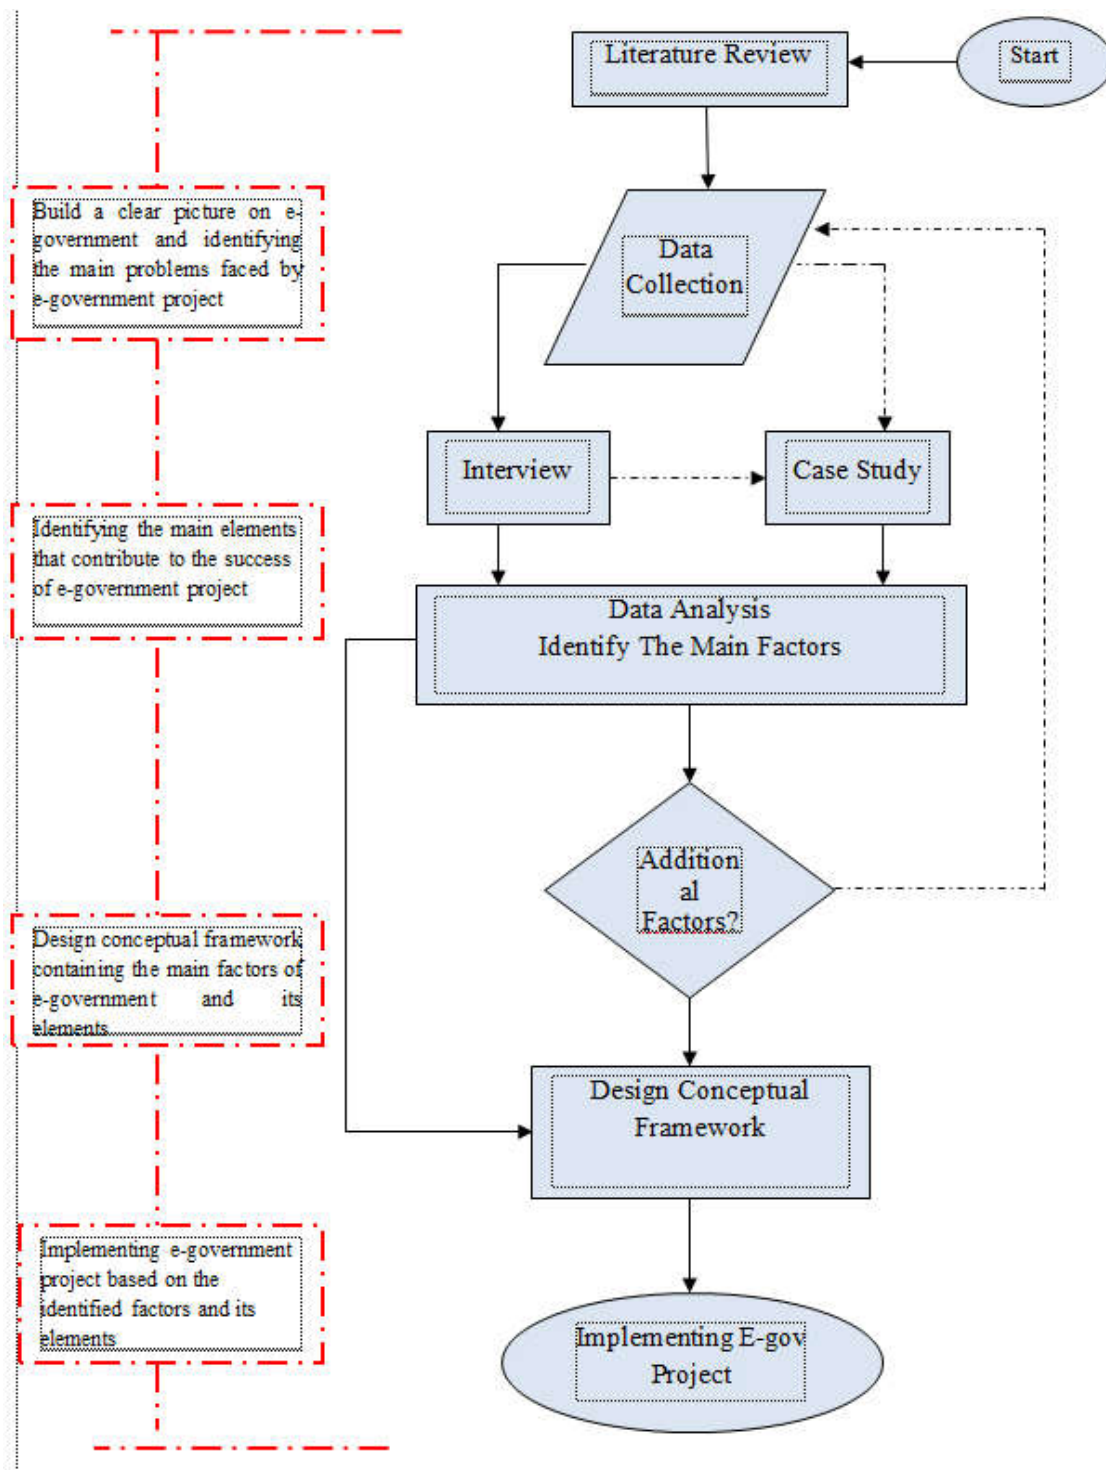 Literature Review
Start
Build a clear picture on e-
government and identifying
the main problems faced by
e-government project
Data
Collection
Interview
Case Study
Identifying the main elements
that contribute to the success
of e-government project
Data Analysis
Identify The Main Factors
Addition
al
Factors?
Design conceptual framework
containing the main factors of
e-government and its
elements
Design Conceptual
Framework
Implementing e-government
project based on the
identified factors and its
elements
Implementing E-gov
Project